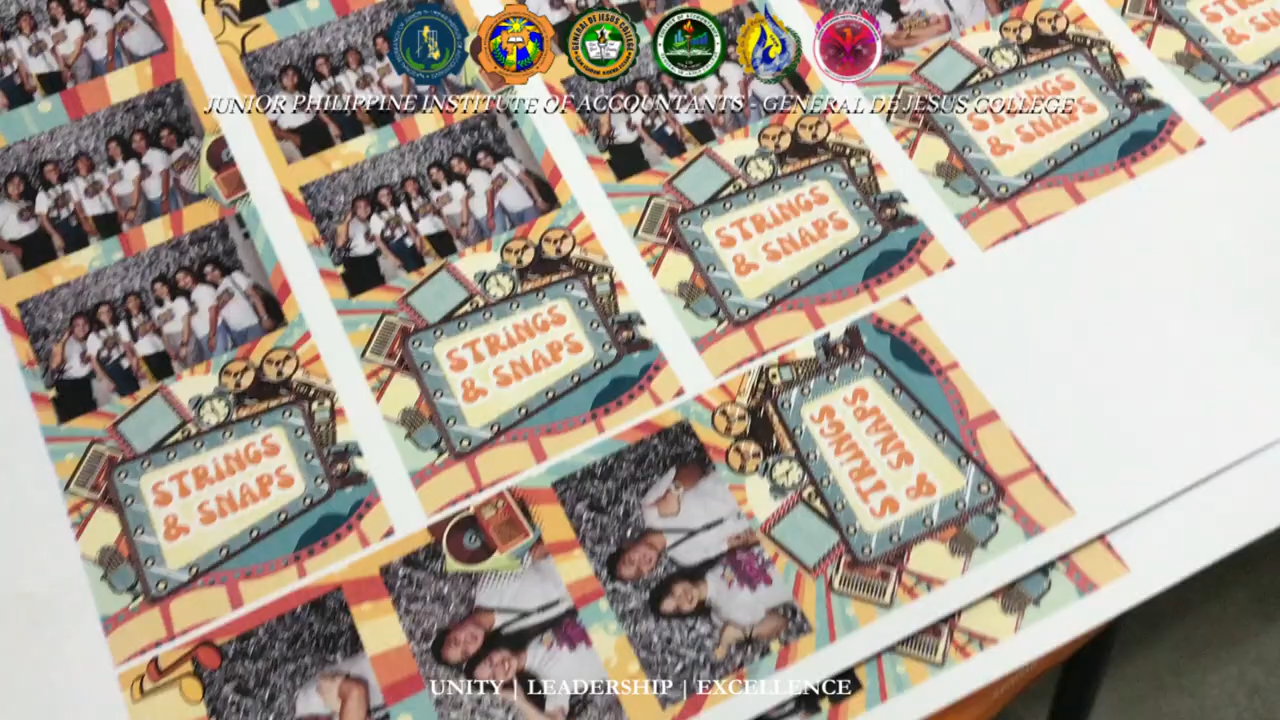 JUNIOR PHILIPPINE INSTITUTE OF ACCOUNTANTS - GENERAL DE JESUS COLLEGE
STRINGS
& SNAPS
STRINGS
& SNAPS
STRINGS
& SNAPS
STRINGS
& SNAPS
STRINGS
& SNAPS
STRINGS
& SNAPS
UNITY | LEADERSHIP | EXCELLENCE